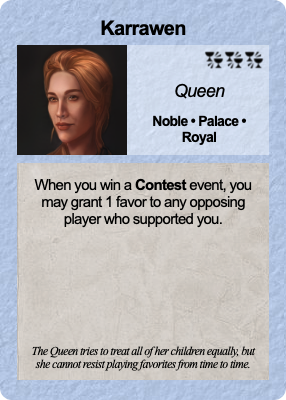 Karrawen
Queen
Noble • Palace •
Royal
When you win a Contest event, you
may grant 1 favor to any opposing
player who supported you.
The Queen tries to treat all of her children equally, but
she cannot resist playing favorites from time to time.